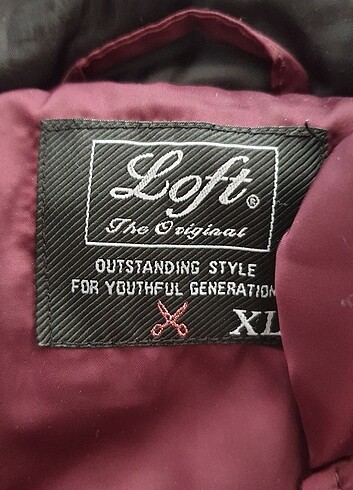 Loft®
The Original
OUTSTANDING STYLE
FOR YOUTHFUL GENERATION
XL